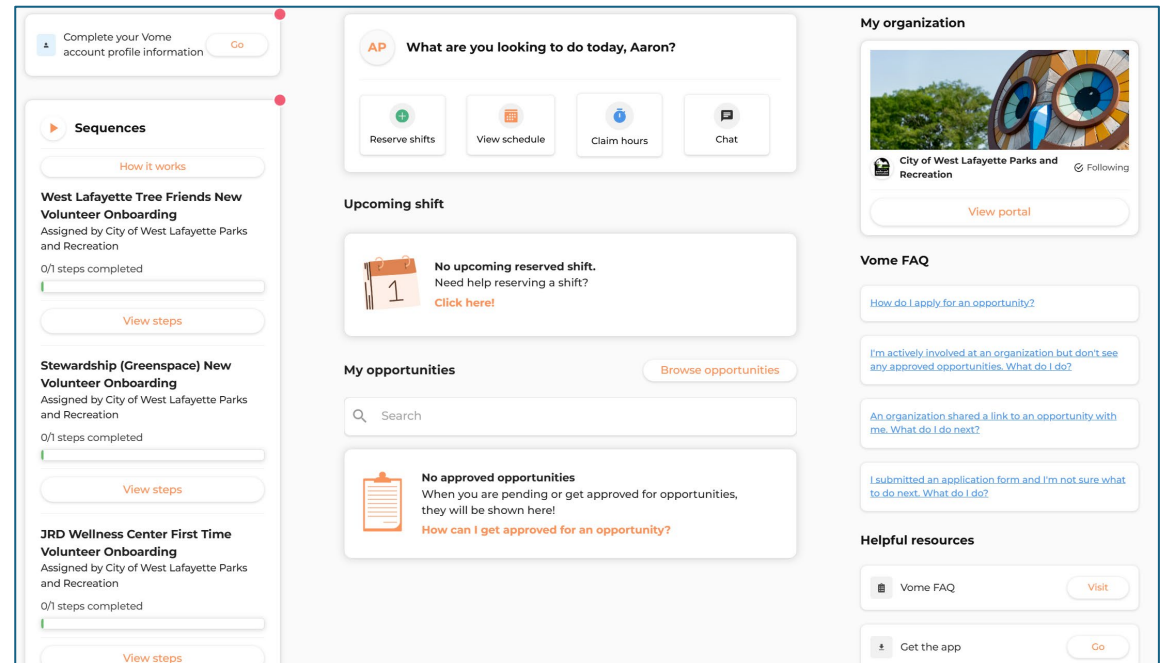 Complete your Vome
account profile information
Go
Sequences
How it works
West Lafayette Tree Friends New
Volunteer Onboarding
Assigned by City of West Lafayette Parks
and Recreation
0/1 steps completed
View steps
Stewardship (Greenspace) New
Volunteer Onboarding
Assigned by City of West Lafayette Parks
and Recreation
0/1 steps completed
View steps
JRD Wellness Center First Time
Volunteer Onboarding
Assigned by City of West Lafayette Parks
and Recreation
0/1 steps completed
View steps
AP
What are you looking to do today, Aaron?
Reserve shifts
View schedule
Claim hours
Chat
Upcoming shift
1
No upcoming reserved shift.
Need help reserving a shift?
Click here!
My opportunities
Browse opportunities
Search
No approved opportunities
When you are pending or get approved for opportunities,
they will be shown here!
How can I get approved for an opportunity?
My organization
City of West Lafayette Parks and
Recreation
Following
View portal
Vome FAQ
How do I apply for an opportunity?
I'm actively involved at an organization but don't see
any approved opportunities. What do I do?
An organization shared a link to an opportunity with
me. What do I do next?
I submitted an application form and I'm not sure what
to do next. What do I do?
Helpful resources
Vome FAQ
Visit
Get the app
Go